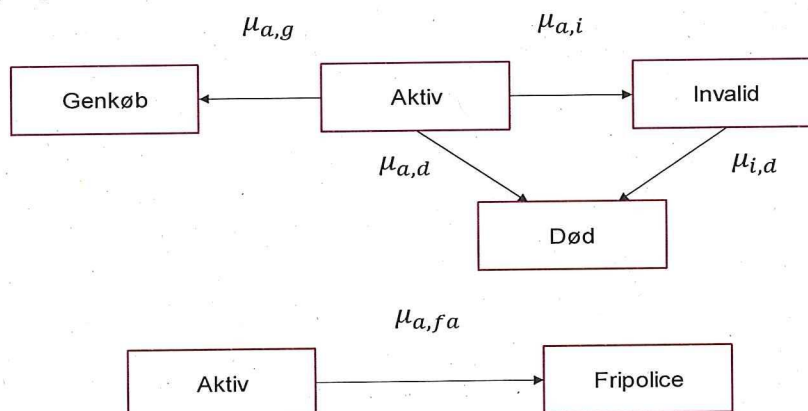 μ_{a,g} μ_{a,i}
Genkøb Aktiv Invalid
μ_{a,d} μ_{i,d}
Død
μ_{a,fa}
Aktiv Fripolice